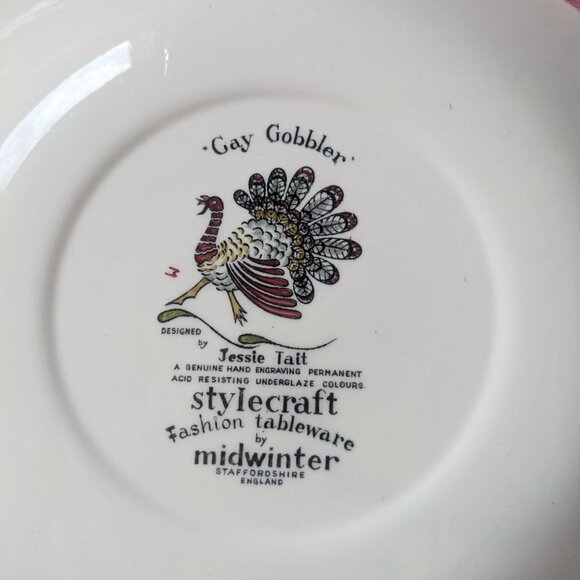 'Gay Gobbler'
M
DESIGNED
by
Jessie Tait
A GENUINE HAND ENGRAVING PERMANENT
ACID RESISTING UNDERGLAZE COLOURS.
stylecraft
fashion tableware
by
midwinter
STAFFORDSHIRE
ENGLAND